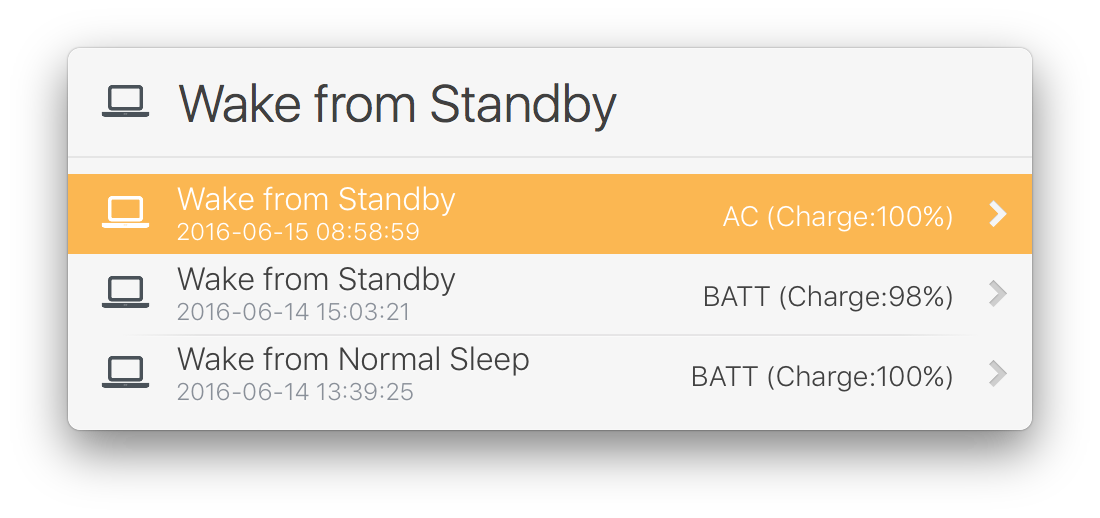 Wake from Standby
Wake from Standby
2016-06-15 08:58:59
AC (Charge:100%)
Wake from Standby
2016-06-14 15:03:21
BATT (Charge:98%)
Wake from Normal Sleep
2016-06-14 13:39:25
BATT (Charge:100%)